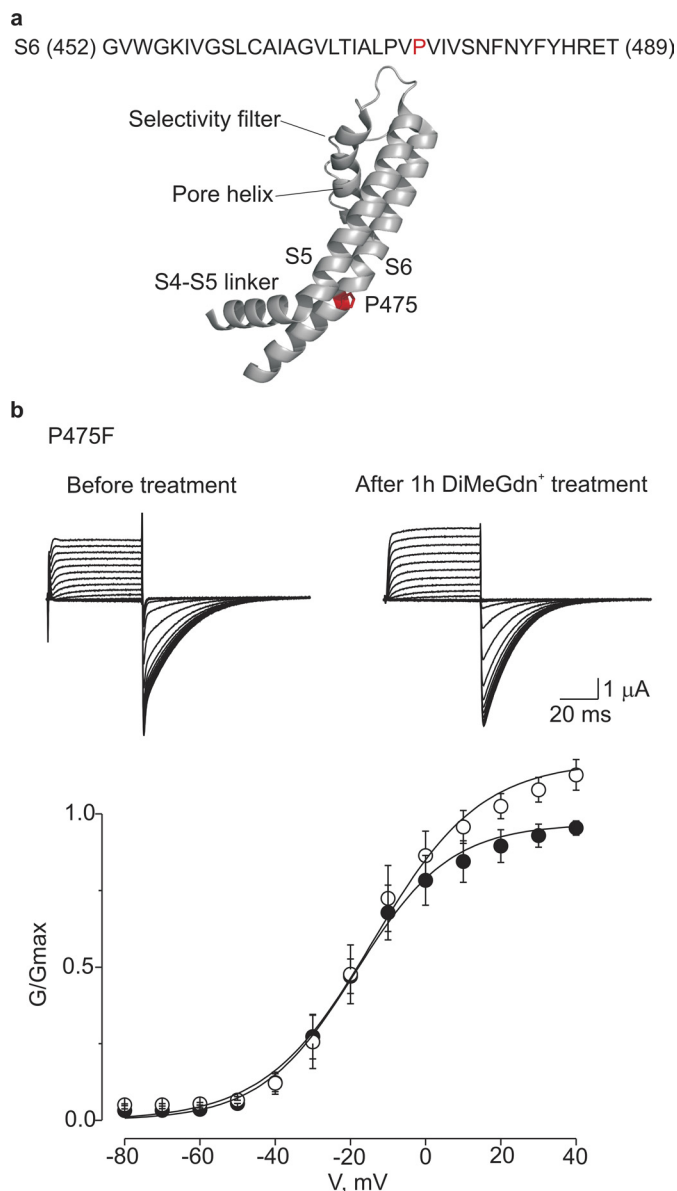 a
S6 (452) GVWGKIVGSLCAIAGVLTIALPVPVIVSNFNYFYHRET (489)
Selectivity filter
Pore helix
S5
S6
S4-S5 linker
P475
b
P475F
Before treatment
After 1h DiMeGdn⁺ treatment
1 μA
20 ms
1.0
0.5
0.0
G/Gmax
-80 -60 -40 -20 0 20 40
V, mV